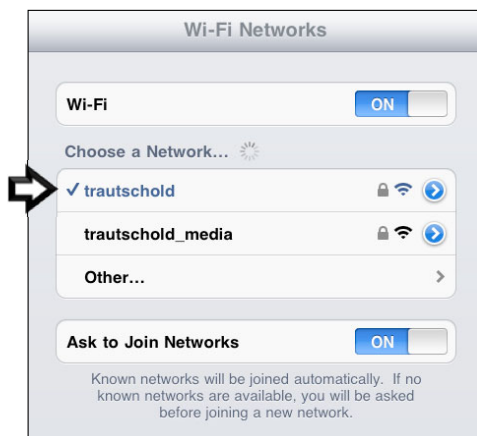 Wi-Fi Networks
Wi-Fi ON
Choose a Network...
trautschold
trautschold_media
Other...
Ask to Join Networks ON
Known networks will be joined automatically. If no
known networks are available, you will be asked
before joining a new network.